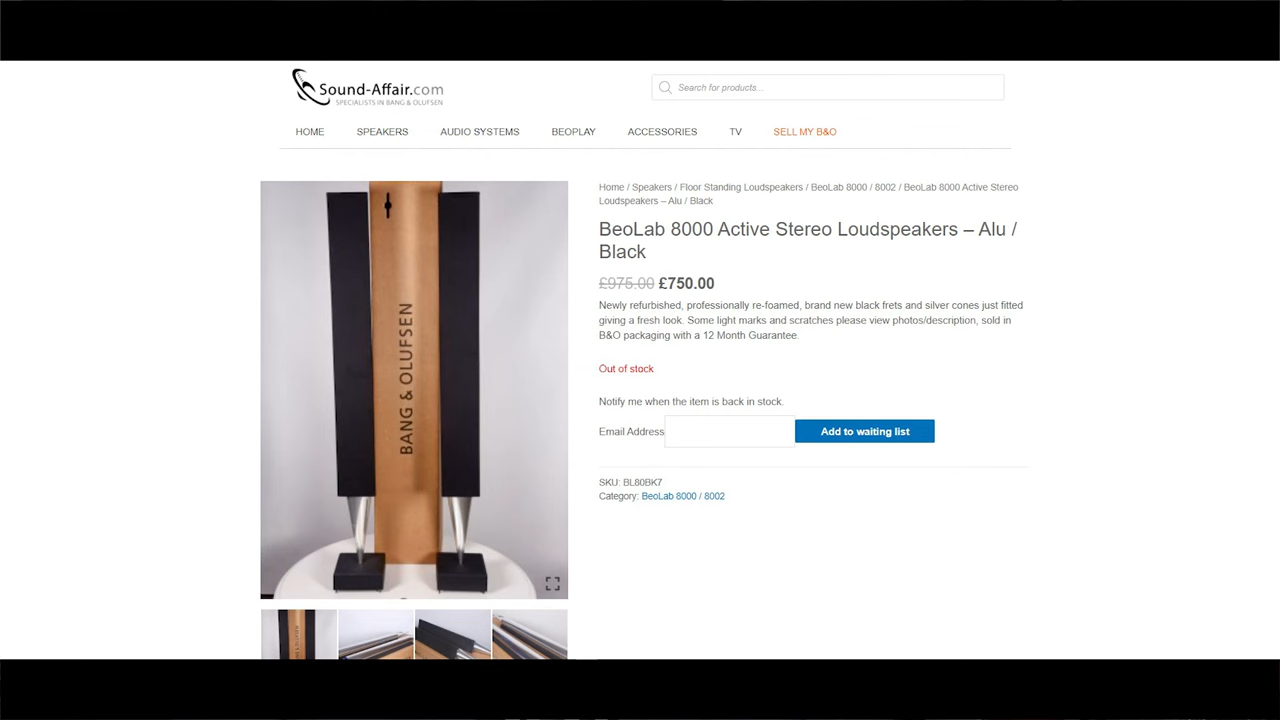 Sound-Affair.com
SPECIALISTS IN BANG & OLUFSEN
Search for products...
HOME SPEAKERS AUDIO SYSTEMS BEOPLAY ACCESSORIES TV SELL MY B&O
BANG & OLUFSEN
Home / Speakers / Floor Standing Loudspeakers / BeoLab 8000 / 8002 / BeoLab 8000 Active Stereo
Loudspeakers – Alu / Black
BeoLab 8000 Active Stereo Loudspeakers – Alu /
Black
£975.00 £750.00
Newly refurbished, professionally re-foamed, brand new black frets and silver cones just fitted
giving a fresh look. Some light marks and scratches please view photos/description, sold in
B&O packaging with a 12 Month Guarantee.
Out of stock
Notify me when the item is back in stock.
Email Address Add to waiting list
SKU: BL80BK7
Category: BeoLab 8000 / 8002